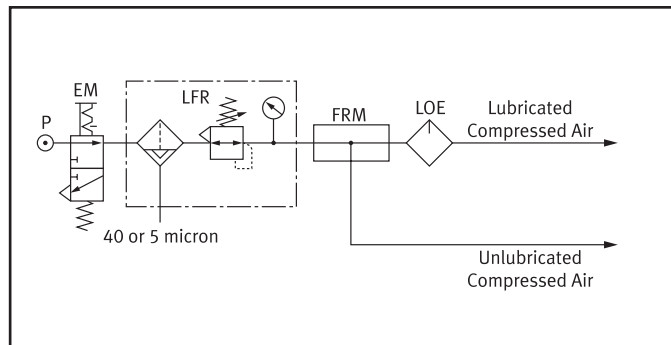 P
EM
LFR
FRM
LOE
Lubricated
Compressed Air
40 or 5 micron
Unlubricated
Compressed Air